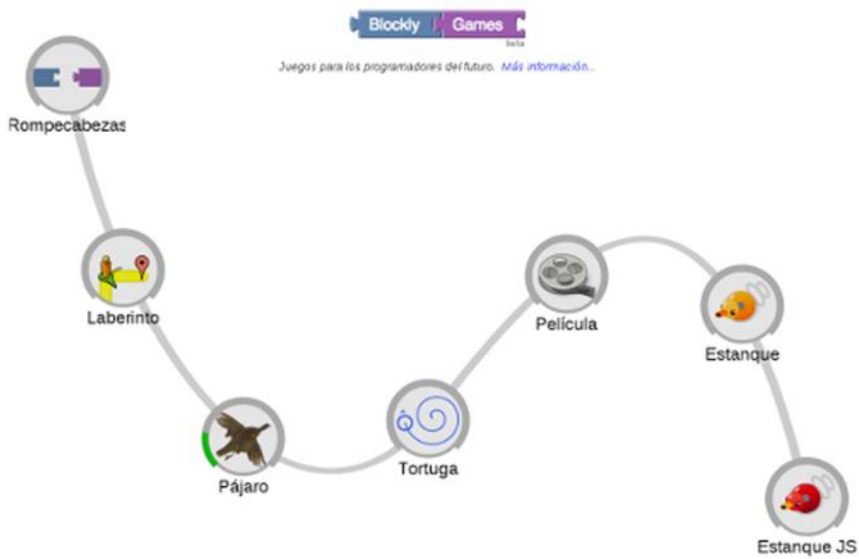 Blockly Games
beta
Juegos para los programadores del futuro. Más información...
Rompecabezas
Laberinto
Pájaro
Tortuga
Película
Estanque
Estanque JS